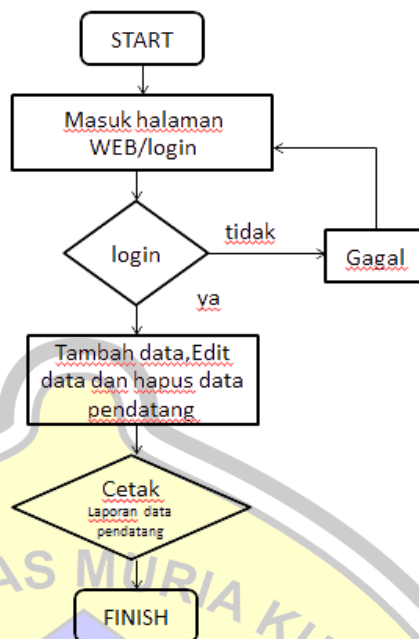 START
Masuk halaman
WEB/login
login
tidak
Gagal
ya
Tambah data,Edit
data dan hapus data
pendatang
Cetak
Laporan data
pendatang
AS MURIA KU
FINISH